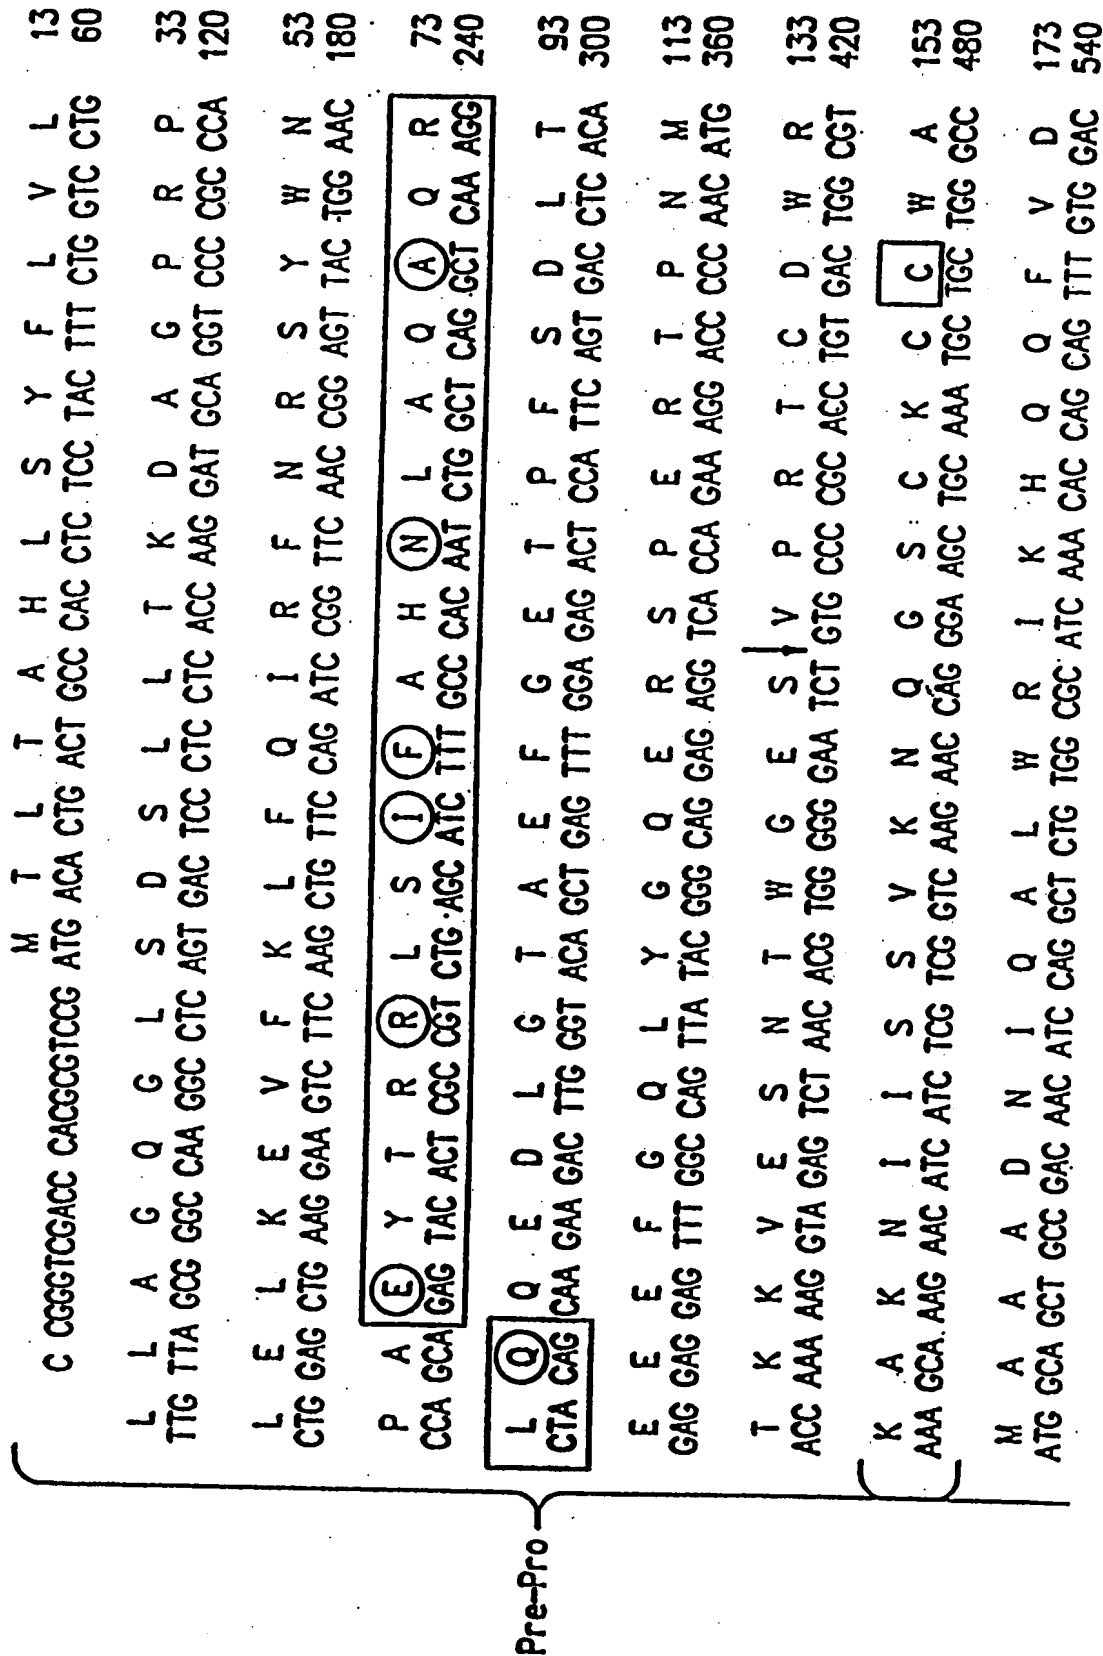 M T L T A H L S Y F L V L 13
C CGGGTCGACC CACGCGTCCG ATG ACA CTG ACT GCC CAC CTC TCC TAC TTT CTG GTC CTG 60
L L A G Q G L S D S L L T K D A G P R P 33
TTG TTA GCG GGC CAA GGC CTC AGT GAC TCC CTC CTC ACC AAG GAT GCA GGT CCC CGC CCA 120
L E L K E V F K L F Q I R F N R S Y W N 53
CTG GAG CTG AAG GAA GTC TTC AAG CTG TTC CAG ATC CGG TTC AAC CGG AGT TAC TGG AAC 180
P A E Y T R R L S I F A H N L A Q A Q R 73
CCA GCA GAG TAC ACT CGC CGT CTG AGC ATC TTT GCC CAC AAT CTG GCT CAG GCT CAA AGG 240
L Q Q E D L G T A E F G E T P F S D L T 93
CTA CAG CAA GAA GAC TTG GGT ACA GCT GAG TTT GGA GAG ACT CCA TTC AGT GAC CTC ACA 300
Pre-Pro
E E E F G Q L Y G Q E R S P E R T P N M 113
GAG GAG GAG TTT GGC CAG TTA TAC GGG CAG GAG AGG TCA CCA GAA AGG ACC CCC AAC ATG 360
T K K V E S N T W G E S V P R T C D W R 133
ACC AAA AAG GTA GAG TCT AAC ACG TGG GGG GAA TCT GTG CCC CGC ACC TGT GAC TGG CGT 420
K A K N I I S S V K N Q G S C K C C W A 153
AAA GCA AAG AAC ATC ATC TCG TCG GTC AAG AAC CAG GGA AGC TGC AAA TGC TGC TGG GCC 480
M A A A D N I Q A L W R I K H Q Q F V D 173
ATG GCA GCT GCC GAC AAC ATC CAG GCT CTG TGG CGC ATC AAA CAC CAG CAG TTT GTG GAC 540